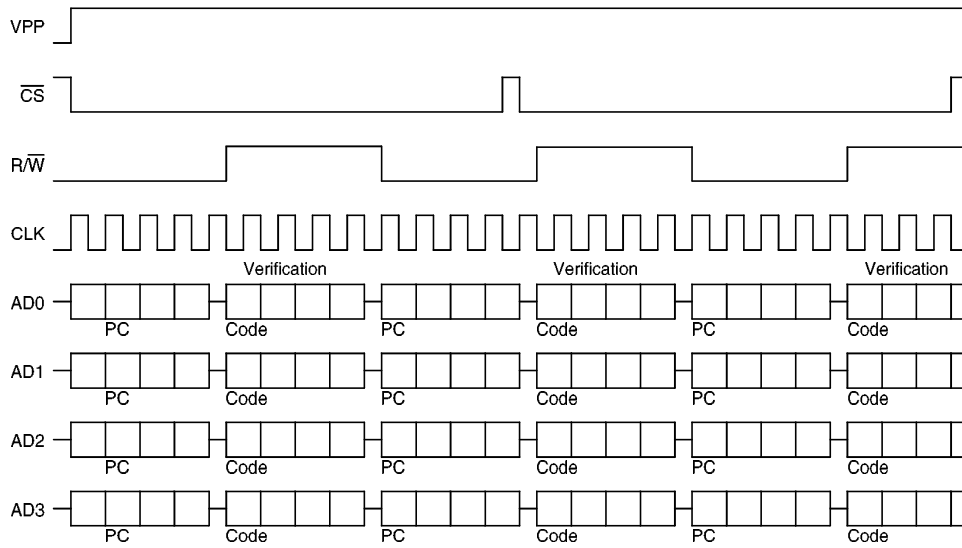 VPP
C̅S̅
R/W̅
CLK
Verification Verification Verification
AD0
PC Code PC Code PC Code
AD1
PC Code PC Code PC Code
AD2
PC Code PC Code PC Code
AD3
PC Code PC Code PC Code